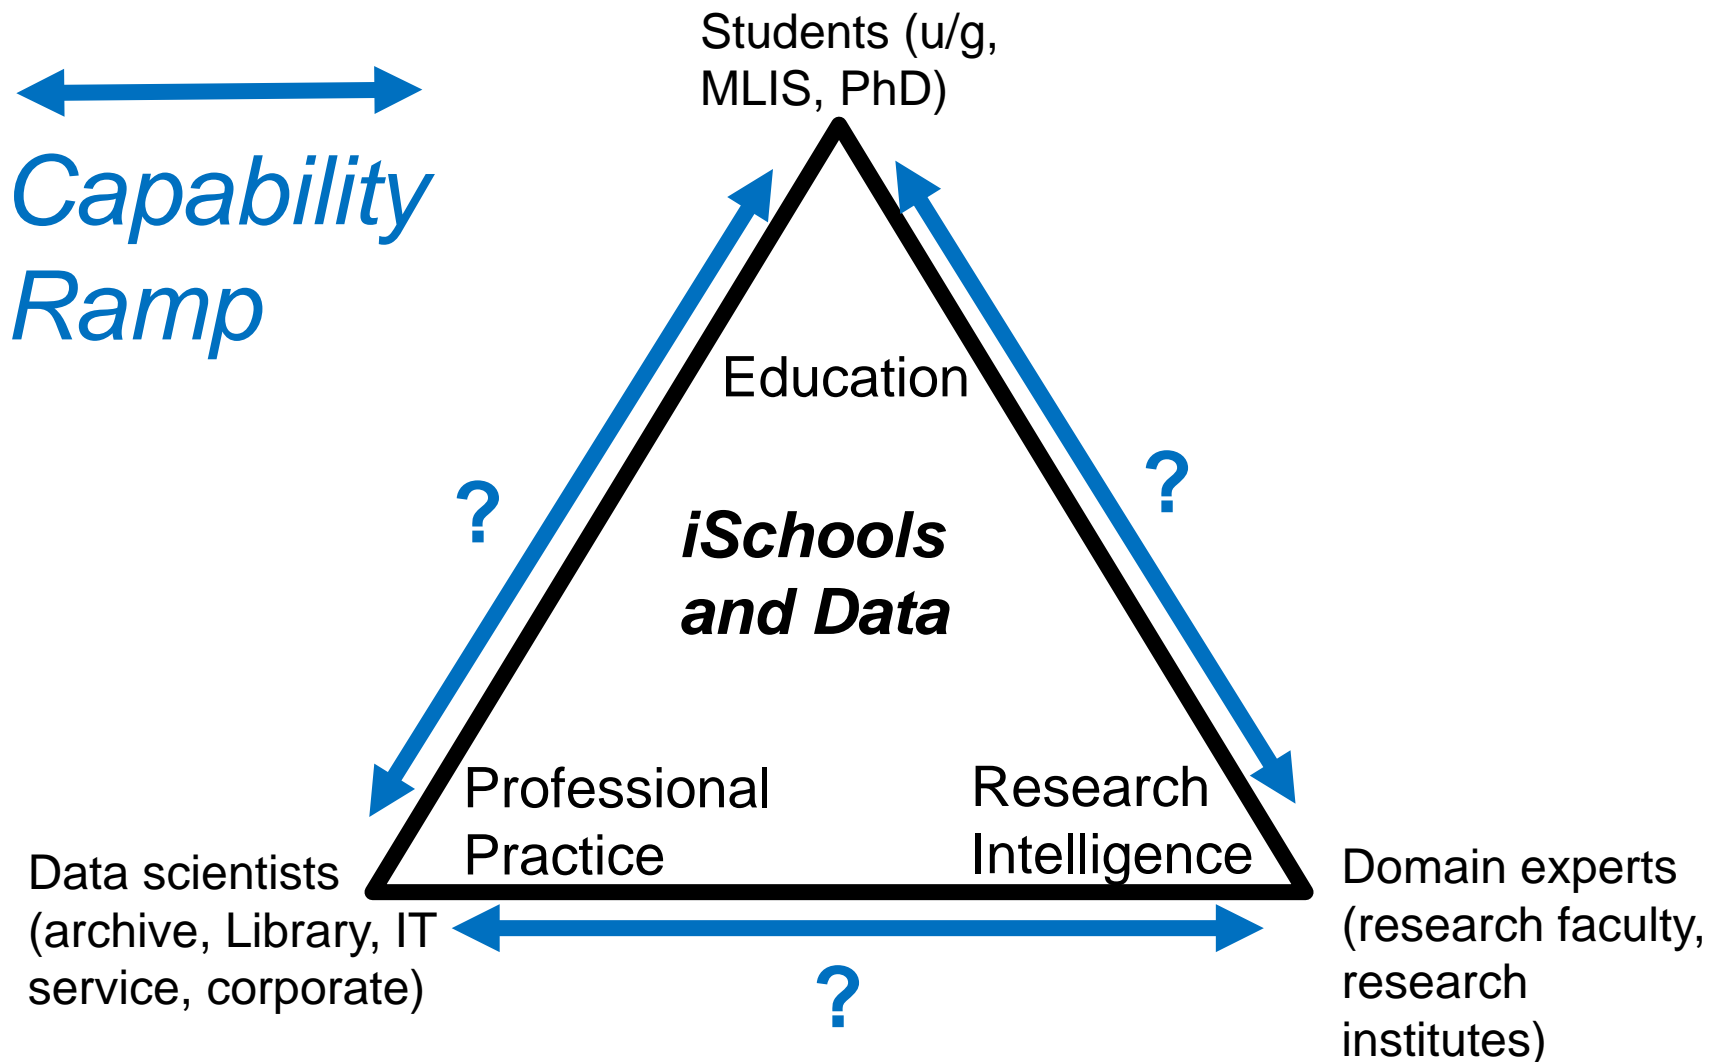 Students (u/g,
MLIS, PhD)
Capability
Ramp
Education
?
?
iSchools
and Data
Professional
Practice
Research
Intelligence
Data scientists
(archive, Library, IT
service, corporate)
Domain experts
(research faculty,
research
institutes)
?